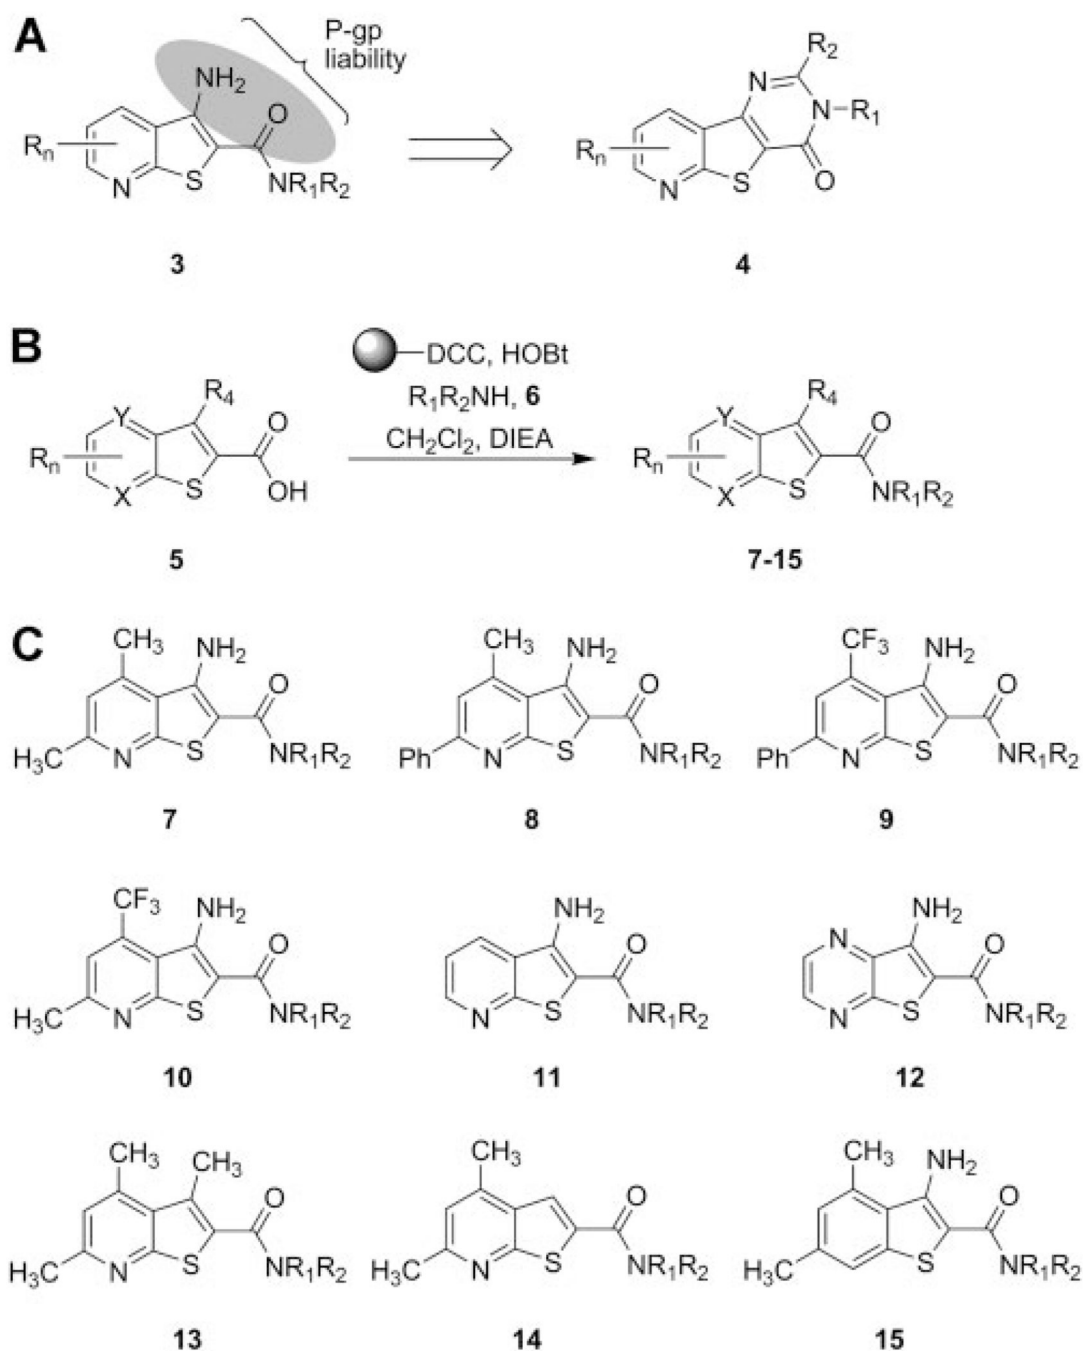 A
P-gp
liability
NH₂
O
Rₙ
N
S
NR₁R₂
3
R₂
N
N
R₁
Rₙ
N
S
O
4
B
DCC, HOBt
R₁R₂NH, 6
CH₂Cl₂, DIEA
R₄
Y
O
Rₙ
X
S
OH
5
R₄
Y
O
Rₙ
X
S
NR₁R₂
7-15
C
CH₃
NH₂
O
H₃C
N
S
NR₁R₂
7
CH₃
NH₂
O
Ph
N
S
NR₁R₂
8
CF₃
NH₂
O
Ph
N
S
NR₁R₂
9
CF₃
NH₂
O
H₃C
N
S
NR₁R₂
10
NH₂
O
N
S
NR₁R₂
11
NH₂
N
O
N
S
NR₁R₂
12
CH₃
CH₃
O
H₃C
N
S
NR₁R₂
13
CH₃
O
H₃C
N
S
NR₁R₂
14
CH₃
NH₂
O
H₃C
S
NR₁R₂
15